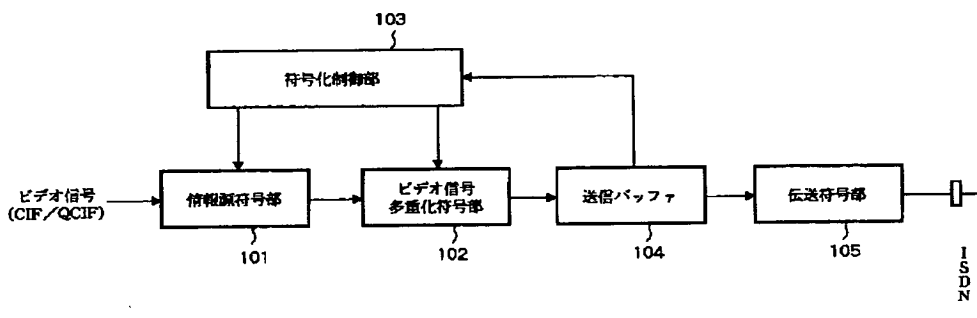 103
符号化制御部
ビデオ信号
(CIF/QCIF)
情報源符号部
ビデオ信号
多重化符号部
送信バッファ
伝送符号部
101
102
104
105
ISDN